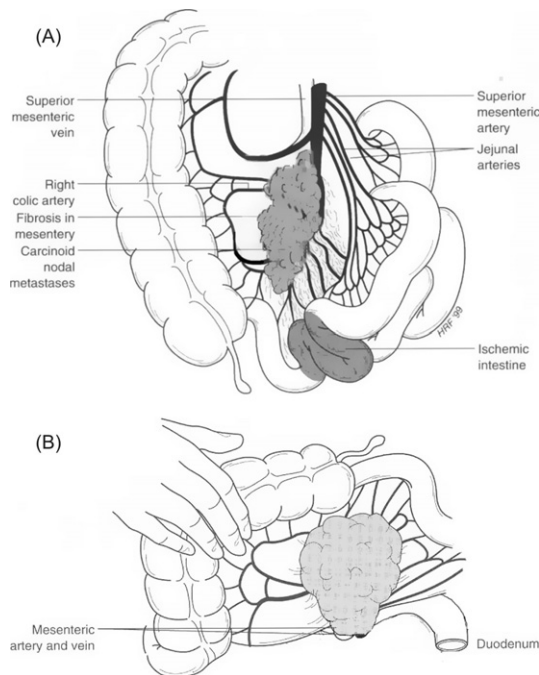 (A)
Superior
mesenteric
vein
Right
colic artery
Fibrosis in
mesentery
Carcinoid
nodal
metastases
Superior
mesenteric
artery
Jejunal
arteries
HRF '99
Ischemic
intestine
(B)
Mesenteric
artery and vein
Duodenum